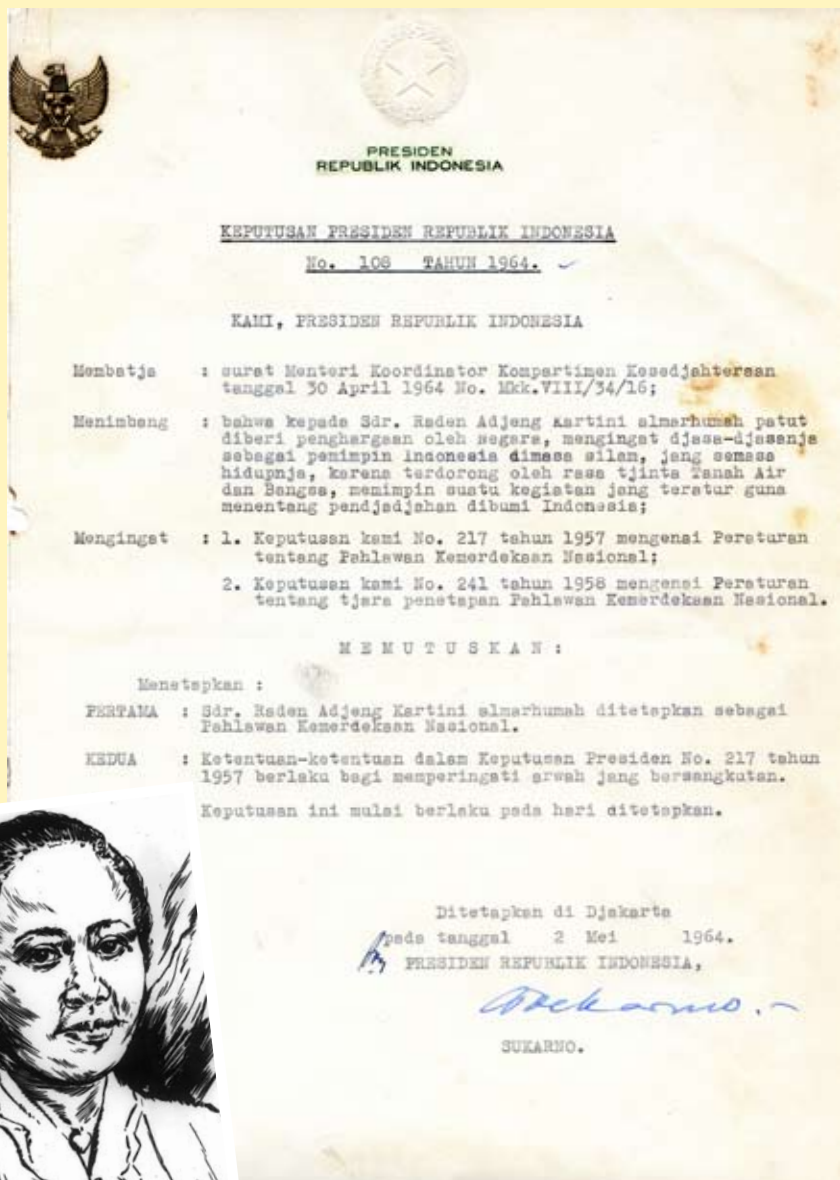 PRESIDEN
REPUBLIK INDONESIA
KEPUTUSAN PRESIDEN REPUBLIK INDONESIA
No. 108 TAHUN 1964.
KAMI, PRESIDEN REPUBLIK INDONESIA
Membatja : surat Menteri Koordinator Kompartimen Kesedjahteraan
tanggal 30 April 1964 No. Mkk.VIII/34/16;
Menimbang : bahwa kepada Sdr. Raden Adjeng Kartini almarhumah patut
diberi penghargaan oleh negara, mengingat djasa-djasanja
sebagai pemimpin Indonesia dimasa silam, jang semasa
hidupnja, karena terdorong oleh rasa tjinta Tanah Air
dan Bangsa, memimpin suatu kegiatan jang teratur guna
menentang pendjadjahan dibumi Indonesia;
Mengingat : 1. Keputusan kami No. 217 tahun 1957 mengenai Peraturan
tentang Pahlawan Kemerdekaan Nasional;
2. Keputusan kami No. 241 tahun 1958 mengenai Peraturan
tentang tjara penetapan Pahlawan Kemerdekaan Nasional.
M E M U T U S K A N :
Menetapkan :
PERTAMA : Sdr. Raden Adjeng Kartini almarhumah ditetapkan sebagai
Pahlawan Kemerdekaan Nasional.
KEDUA : Ketentuan-ketentuan dalam Keputusan Presiden No. 217 tahun
1957 berlaku bagi memperingati arwah jang bersangkutan.
Keputusan ini mulai berlaku pada hari ditetapkan.
Ditetapkan di Djakarta
pada tanggal 2 Mei 1964.
PRESIDEN REPUBLIK INDONESIA,
Soekarno.-
SUKARNO.